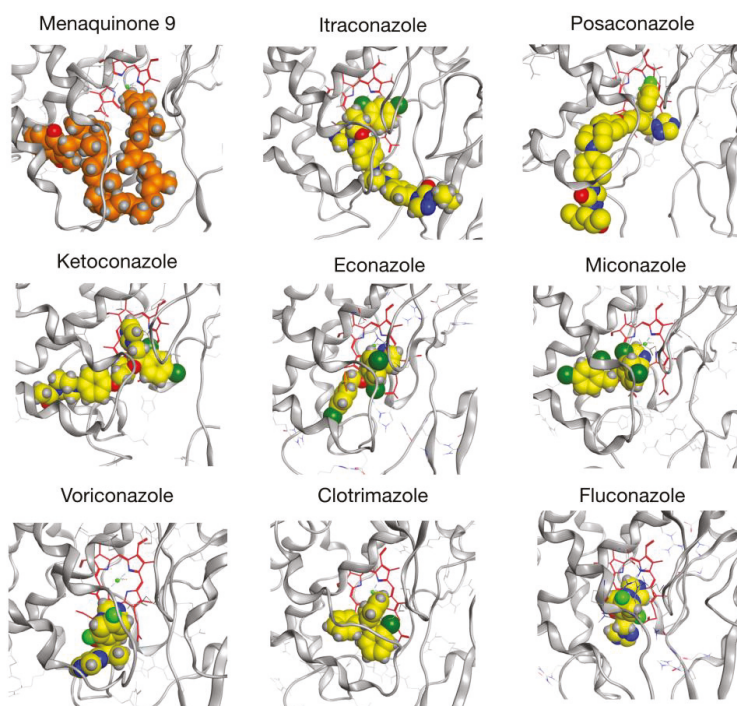 Menaquinone 9
Itraconazole
Posaconazole
Ketoconazole
Econazole
Miconazole
Voriconazole
Clotrimazole
Fluconazole